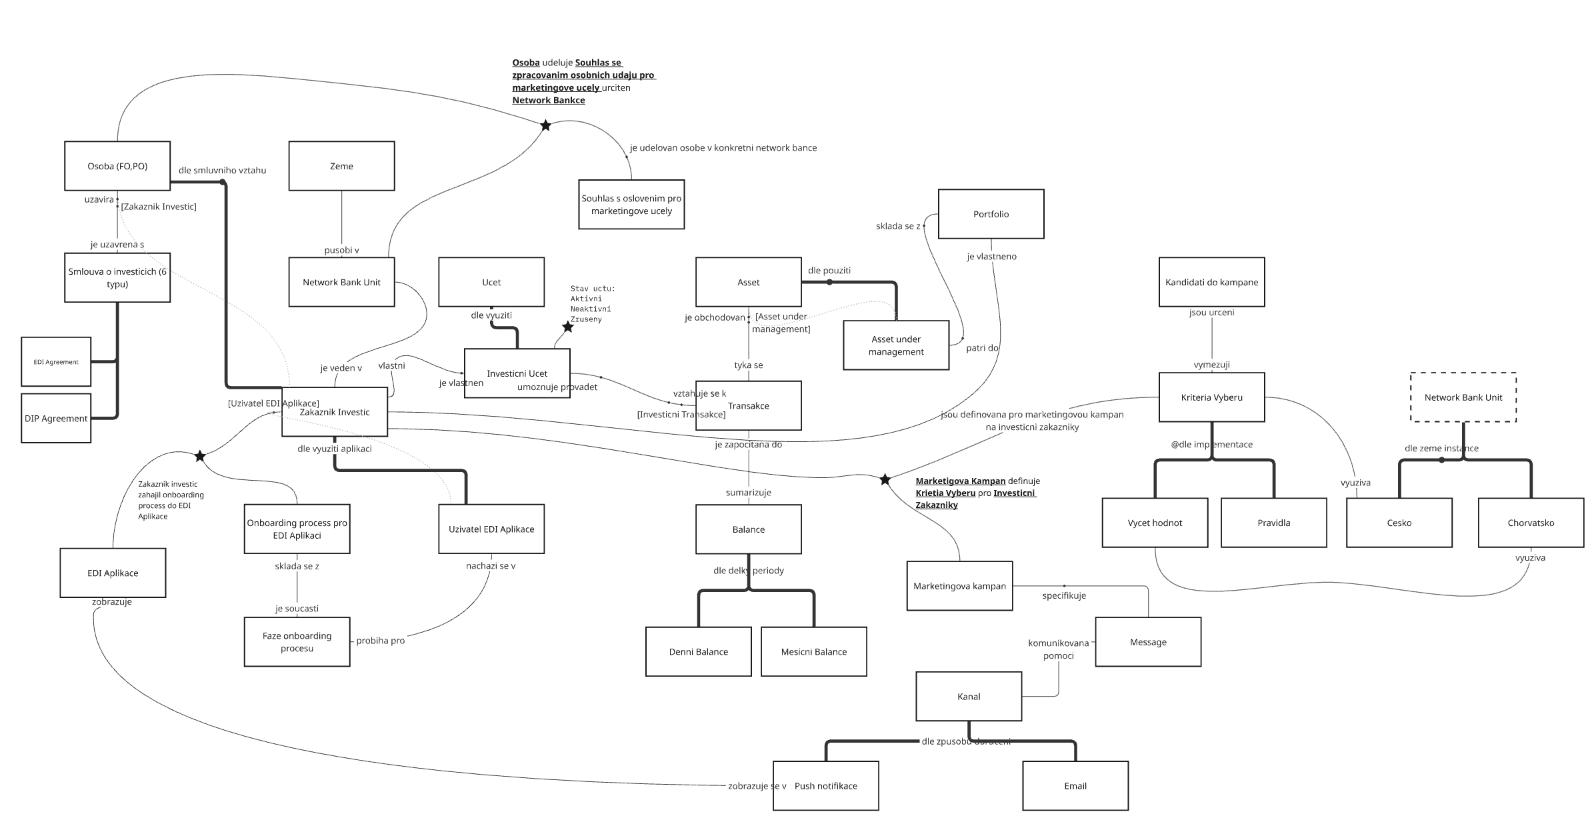 Osoba udeluje Souhlas se
zpracovanim osobnich udaju pro
marketingove ucely urciten
Network Bankce
je udelovan osobe v konkretni network bance
Osoba (FO,PO)
dle smluvniho vztahu
Zeme
Souhlas s oslovenim pro
marketingove ucely
uzavira
[Zakaznik Investic]
je uzavrena s
pusobi v
Portfolio
sklada se z
je vlastneno
Smlouva o investicich (6
typu)
Network Bank Unit
Ucet
dle vyuziti
Stav uctu:
Aktivni
Neaktivni
Zruseny
Asset
dle pouziti
je obchodovan
[Asset under
management]
Asset under
management
patri do
Kandidati do kampane
jsou urceni
vymezuji
EDI Agreement
DIP Agreement
je veden v
vlastni
je vlastnen
Investicni Ucet
umoznuje provadet
tyka se
vztahuje se k
[Investicni Transakce]
Transakce
[Uzivatel EDI Aplikace]
Zakaznik Investic
dle vyuziti aplikaci
jsou definovana pro marketingovou kampan
na investicni zakazniky
Kriteria Vyberu
@dle implementace
Network Bank Unit
dle zeme instance
je zapocitana do
sumarizuje
Zakaznik investic
zahajil onboarding
process do EDI
Aplikace
Marketigova Kampan definuje
Krietia Vyberu pro Investicni
Zakazniky
vyuziva
Onboarding process pro
EDI Aplikaci
Uzivatel EDI Aplikace
Balance
Vycet hodnot
Pravidla
Cesko
Chorvatsko
EDI Aplikace
zobrazuje
sklada se z
nachazi se v
dle delky periody
Marketingova kampan
specifikuje
vyuziva
je soucasti
Faze onboarding
procesu
probiha pro
Denni Balance
Mesicni Balance
komunikovana
pomoci
Message
Kanal
dle zpusobu doruceni
zobrazuje se v
Push notifikace
Email